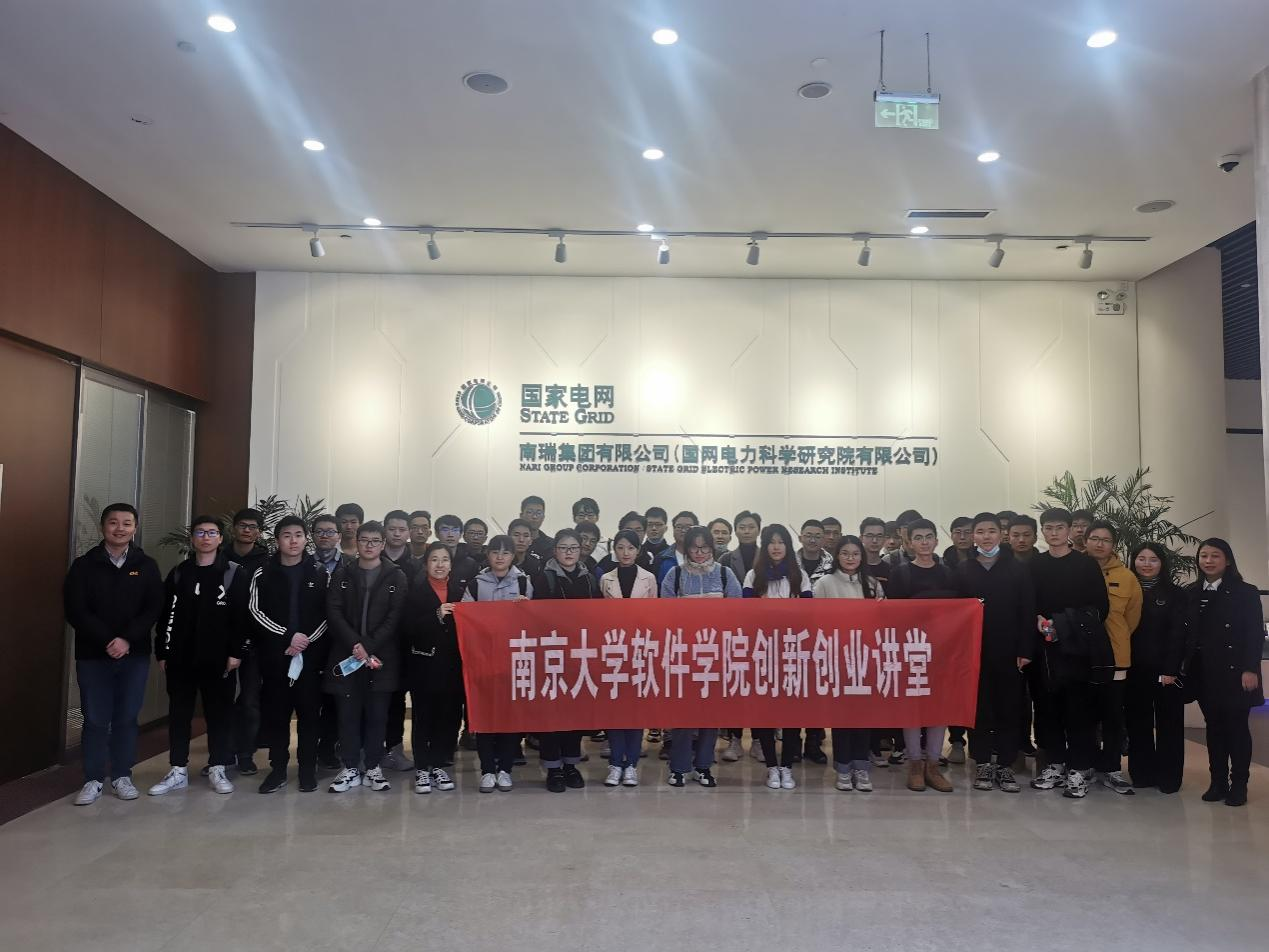 国家电网
STATE GRID
南瑞集团有限公司(国网电力科学研究院有限公司)
NARI GROUP CORPORATION / STATE GRID ELECTRIC POWER RESEARCH INSTITUTE
南京大学软件学院创新创业讲堂